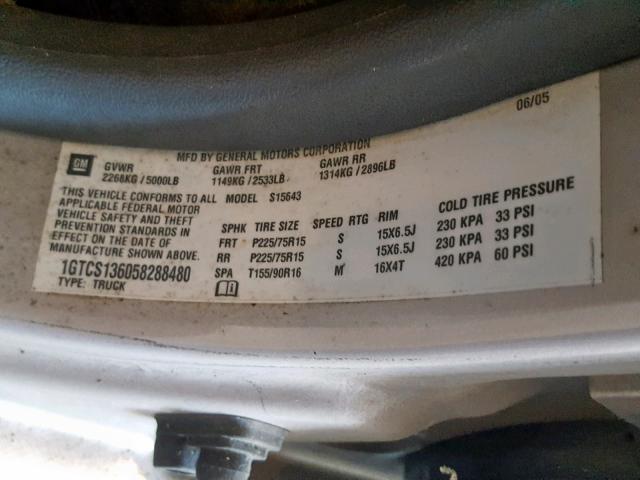 06/05
MFD BY GENERAL MOTORS CORPORATION
GM GVWR GAWR FRT GAWR RR
2268KG / 5000LB 1149KG / 2533LB 1314KG / 2896LB
THIS VEHICLE CONFORMS TO ALL MODEL S15643
APPLICABLE FEDERAL MOTOR
VEHICLE SAFETY AND THEFT
PREVENTION STANDARDS IN
EFFECT ON THE DATE OF
MANUFACTURE SHOWN ABOVE.
1GTCS136058288480
TYPE: TRUCK
SPHK TIRE SIZE SPEED RTG RIM COLD TIRE PRESSURE
FRT P225/75R15 S 15X6.5J 230 KPA 33 PSI
RR P225/75R15 S 15X6.5J 230 KPA 33 PSI
SPA T155/90R16 M 16X4T 420 KPA 60 PSI